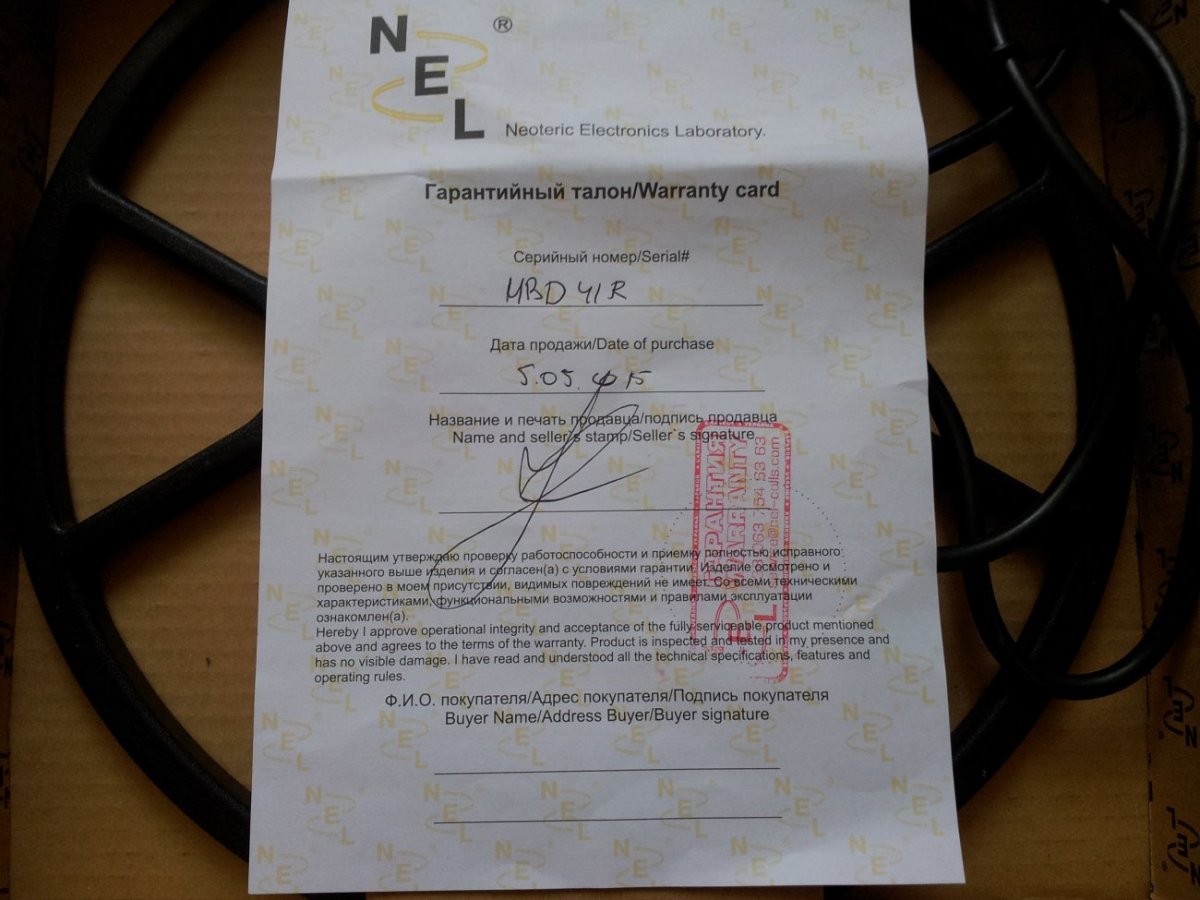 NEL ®
Neoteric Electronics Laboratory.
Гарантийный талон/Warranty card
Серийный номер/Serial#
Дата продажи/Date of purchase
5.05.
Название и печать продавца/подпись продавца
Name and seller`s stamp/Seller`s signature
ГАРАНТИЯ
WARRANTY
Настоящим утверждаю проверку работоспособности и приемку полностью исправного
указанного выше изделия и согласен(а) с условиями гарантии. Изделие осмотрено и
проверено в моем присутствии, видимых повреждений не имеет. Со всеми техническими
характеристиками, функциональными возможностями и правилами эксплуатации
ознакомлен(а).
Hereby I approve operational integrity and acceptance of the fully serviceable product mentioned
above and agrees to the terms of the warranty. Product is inspected and tested in my presence and
has no visible damage. I have read and understood all the technical specifications, features and
operating rules.
Ф.И.О. покупателя/Адрес покупателя/Подпись покупателя
Buyer Name/Address Buyer/Buyer signature